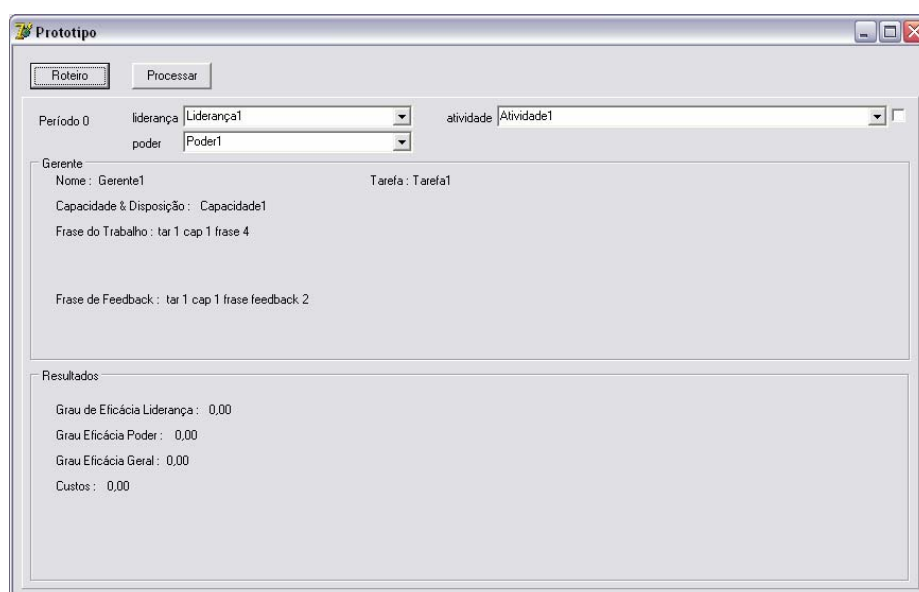 Prototipo
Roteiro Processar
Período 0 liderança Liderança1 atividade Atividade1
poder Poder1
Gerente
Nome : Gerente1 Tarefa : Tarefa1
Capacidade & Disposição : Capacidade1
Frase do Trabalho : tar 1 cap 1 frase 4
Frase de Feedback : tar 1 cap 1 frase feedback 2
Resultados
Grau de Eficácia Liderança : 0,00
Grau Eficácia Poder : 0,00
Grau Eficácia Geral : 0,00
Custos : 0,00